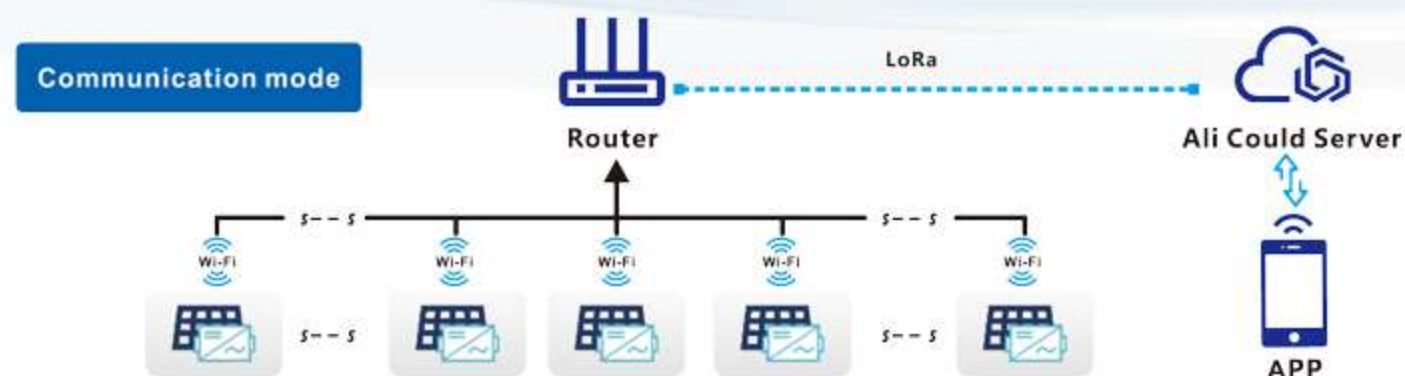 Communication mode
LoRa
Router
Ali Could Server
s-- s
s-- s
Wi-Fi
Wi-Fi
Wi-Fi
Wi-Fi
Wi-Fi
s-- s
s-- s
APP